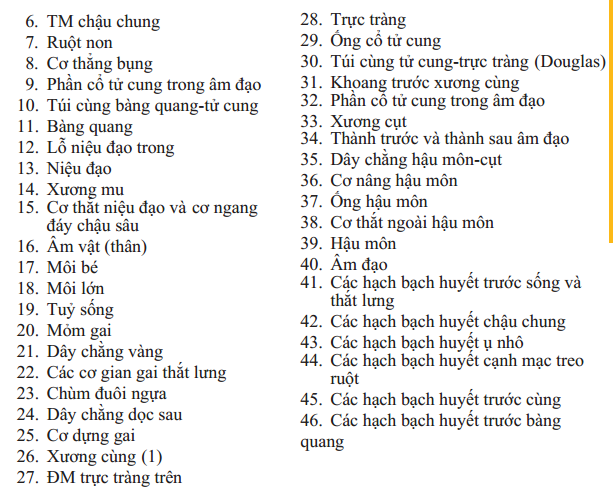 6. TM chậu chung
7. Ruột non
8. Cơ thẳng bụng
9. Phần cổ tử cung trong âm đạo
10. Túi cùng bàng quang-tử cung
11. Bàng quang
12. Lỗ niệu đạo trong
13. Niệu đạo
14. Xương mu
15. Cơ thắt niệu đạo và cơ ngang
đáy chậu sâu
16. Âm vật (thân)
17. Môi bé
18. Môi lớn
19. Tuỷ sống
20. Mỏm gai
21. Dây chằng vàng
22. Các cơ gian gai thắt lưng
23. Chùm đuôi ngựa
24. Dây chằng dọc sau
25. Cơ dựng gai
26. Xương cùng (1)
27. ĐM trực tràng trên
28. Trực tràng
29. Ống cổ tử cung
30. Túi cùng tử cung-trực tràng (Douglas)
31. Khoang trước xương cùng
32. Phần cổ tử cung trong âm đạo
33. Xương cụt
34. Thành trước và thành sau âm đạo
35. Dây chằng hậu môn-cụt
36. Cơ nâng hậu môn
37. Ống hậu môn
38. Cơ thắt ngoài hậu môn
39. Hậu môn
40. Âm đạo
41. Các hạch bạch huyết trước sống và
thắt lưng
42. Các hạch bạch huyết chậu chung
43. Các hạch bạch huyết ụ nhô
44. Các hạch bạch huyết cạnh mạc treo
ruột
45. Các hạch bạch huyết trước cùng
46. Các hạch bạch huyết trước bàng
quang